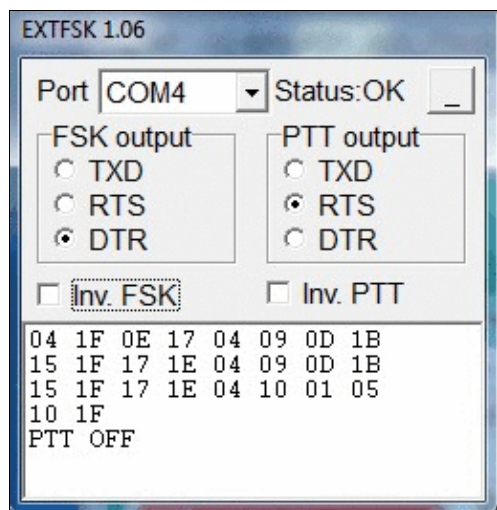 EXTFSK 1.06
Port COM4 Status:OK _
FSK output PTT output
TXD TXD
RTS RTS
DTR DTR
Inv. FSK Inv. PTT
04 1F 0E 17 04 09 0D 1B
15 1F 17 1E 04 09 0D 1B
15 1F 17 1E 04 10 01 05
10 1F
PTT OFF